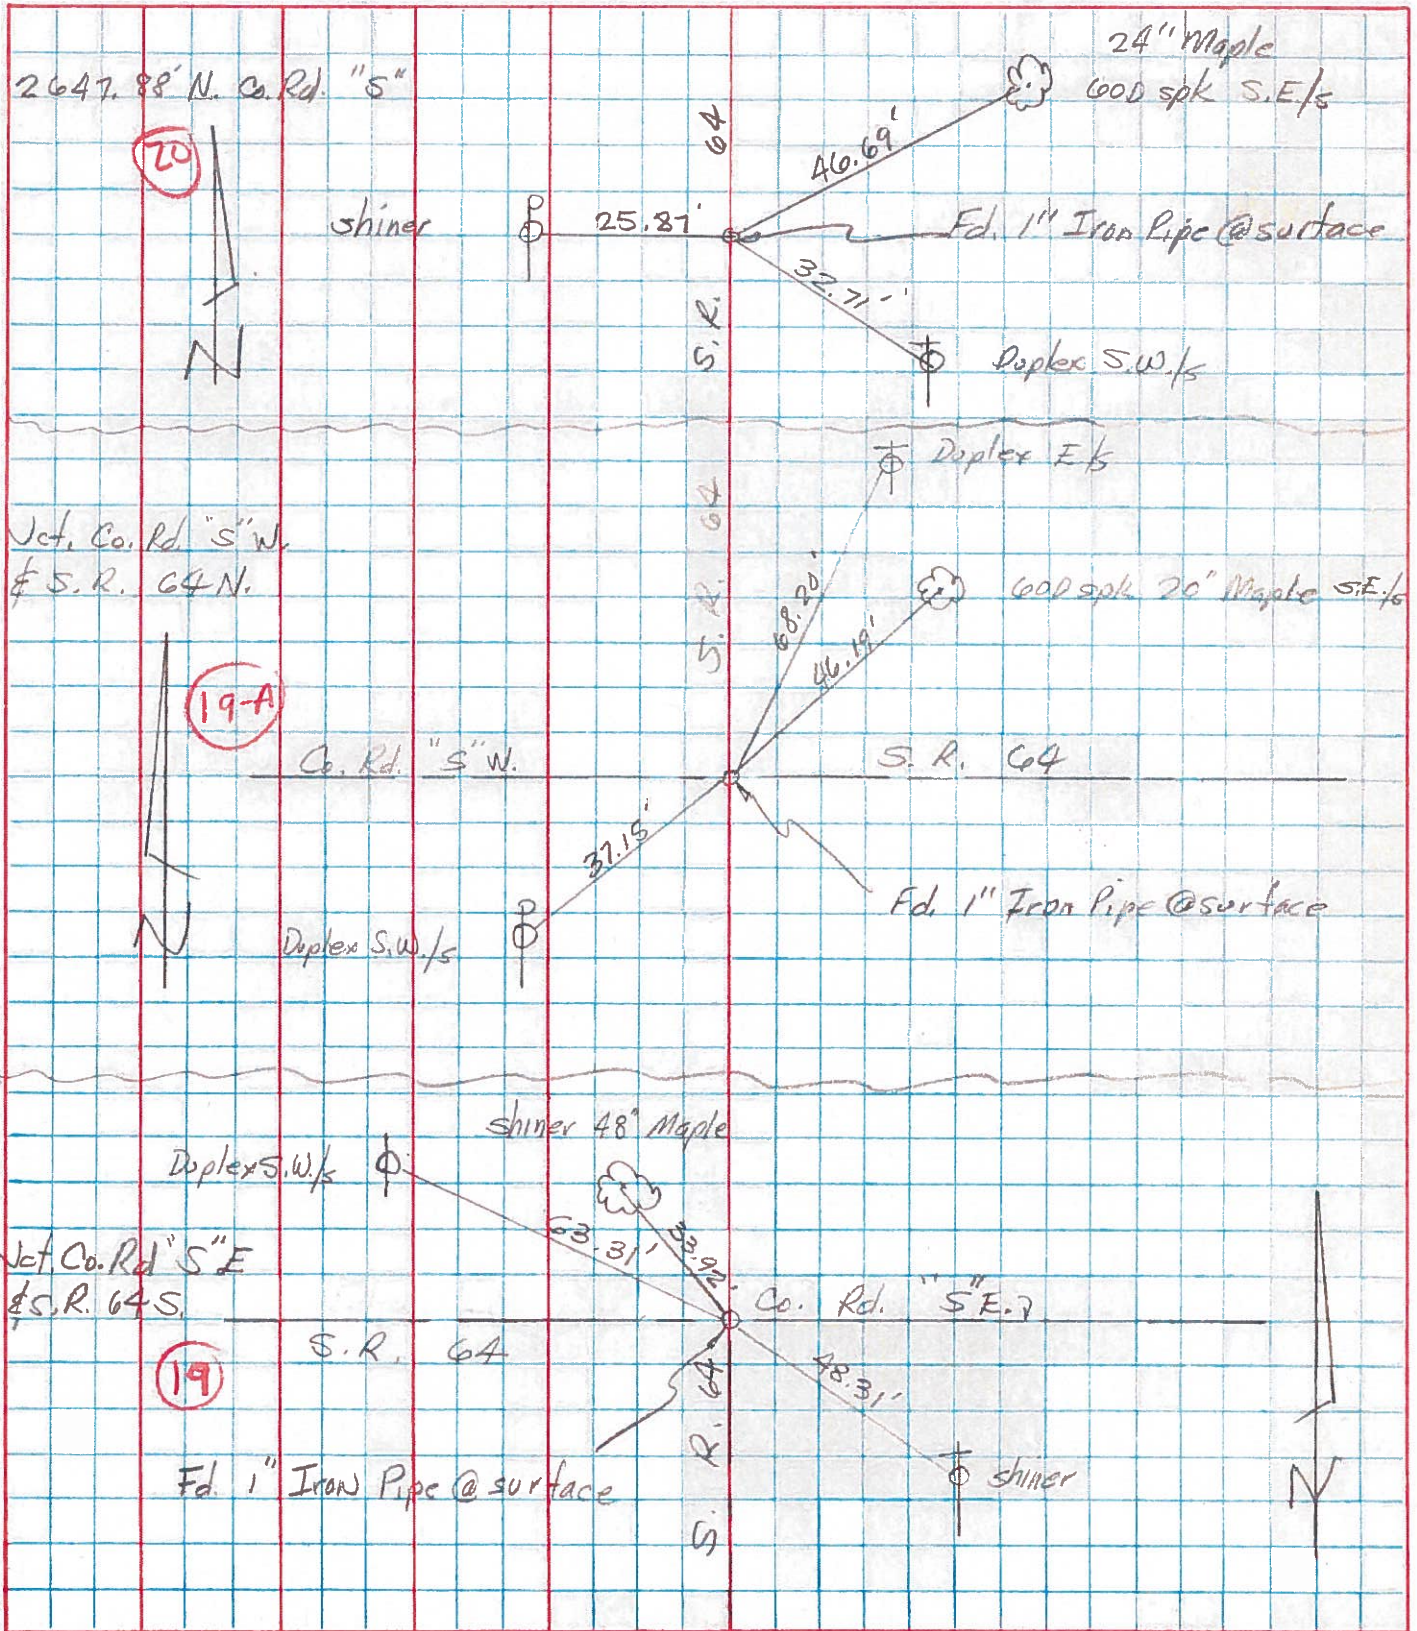 24" Maple
2647.88' N. Co. Rd. "S"
60D spk S.E./s
64
46.69'
20
shiner
25.87'
Fd. 1" Iron Pipe @ surface
32.71'
S.R.
N
Duplex S.W./s
Duplex E/s
S.R. 64
Jct. Co. Rd. "S" W.
& S.R. 64 N.
60D spk 20" Maple S.E./s
68.20'
46.19'
19-A
Co. Rd. "S" W.
S.R. 64
37.15'
Fd. 1" Iron Pipe @ surface
N
Duplex S.W./s
shiner 48" Maple
Duplex S.W./s
63.31'
33.92'
Jct. Co. Rd "S" E
& S.R. 64 S.
Co. Rd. "S" E.
S.R. 64
19
48.31'
S.R. 64
Fd. 1" Iron Pipe @ surface
shiner
N